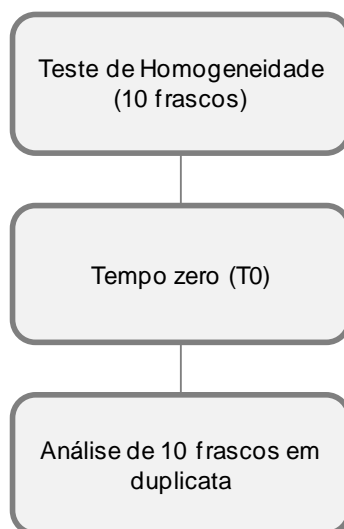 Teste de Homogeneidade
(10 frascos)
Tempo zero (T0)
Análise de 10 frascos em
duplicata